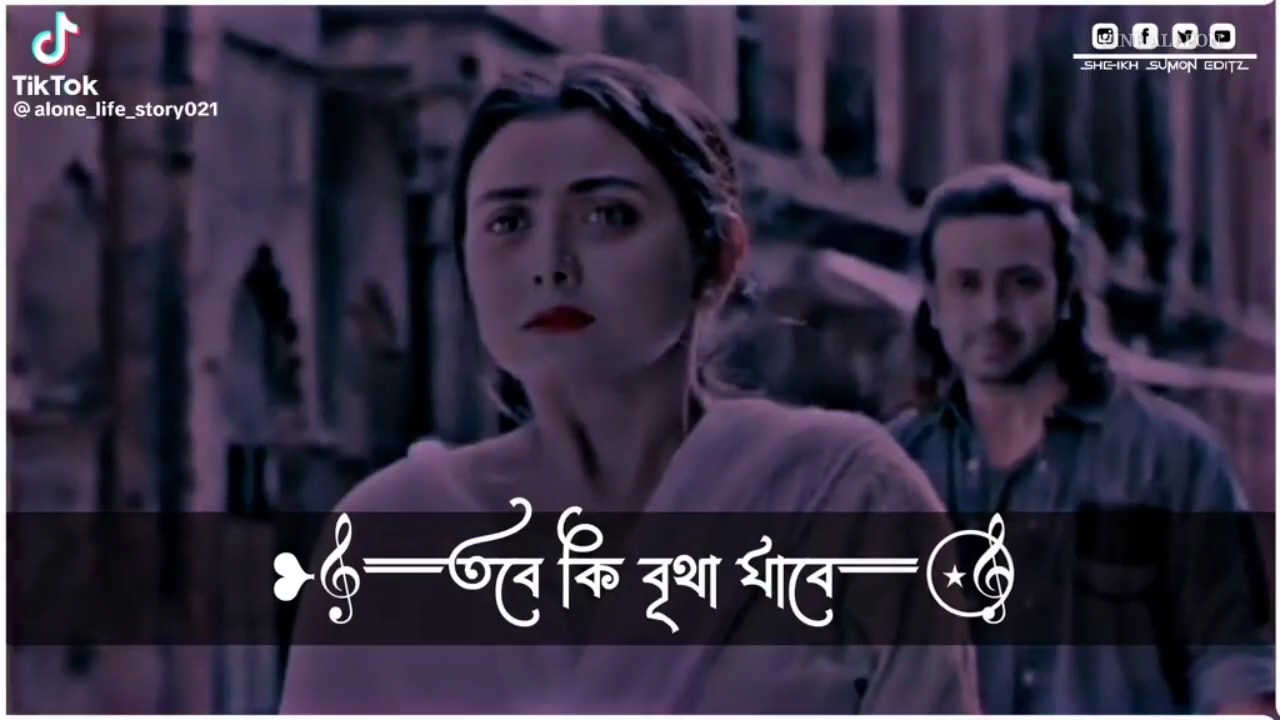 TikTok
@alone_life_story021
SHEIKH SUMON EDITZ
তবে কি বৃথা যাবে